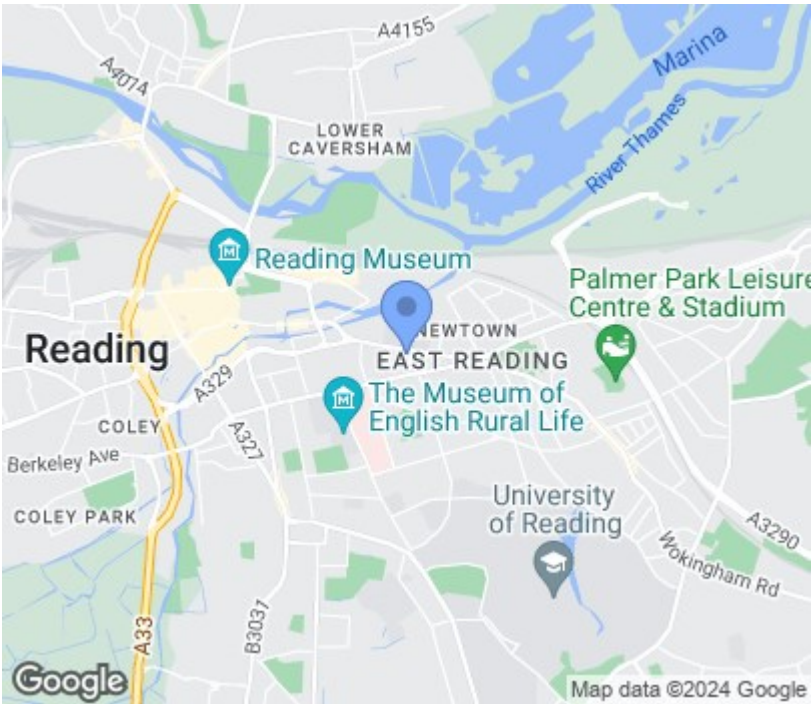 A4155
A4074
Marina
LOWER
CAVERSHAM
River Thames
Reading Museum
Palmer Park Leisure
Centre & Stadium
NEWTOWN
Reading
EAST READING
A329
The Museum of
English Rural Life
COLEY
A327
Berkeley Ave
University
of Reading
COLEY PARK
A3290
Wokingham Rd
A33
B3031
Google
Map data ©2024 Google